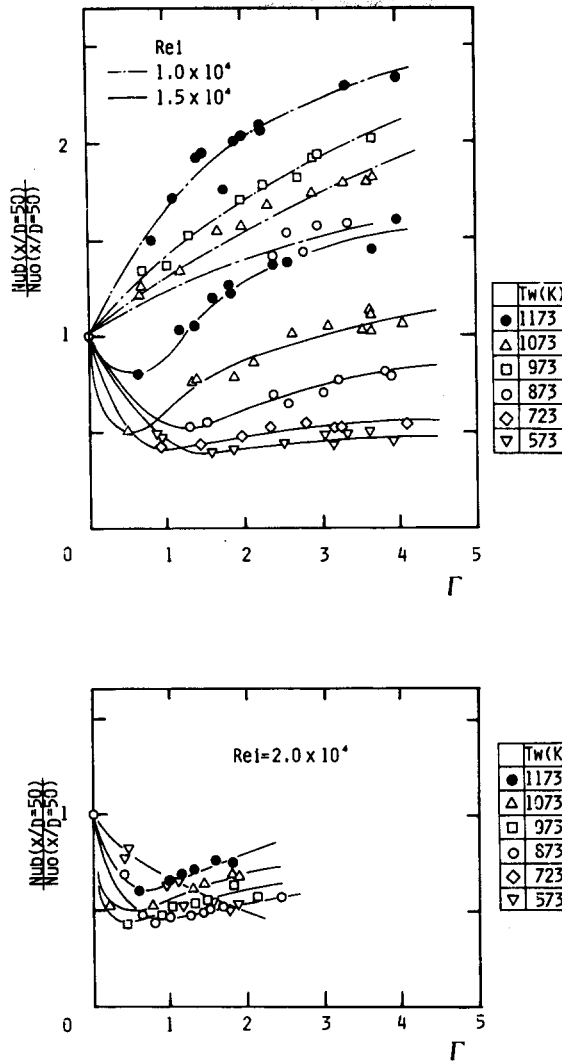 Rei
1.0 x 10⁴
1.5 x 10⁴
2
1
0
1
2
3
4
5
Γ
Nub(x/D=50)
Nuo(x/D=50)
Tw(K)
1173
1073
973
873
723
573
Rei=2.0 x 10⁴
1
0
1
2
3
4
5
Γ
Nub(x/D=50)
Nuo(x/D=50)
Tw(K
1173
1073
973
873
723
573